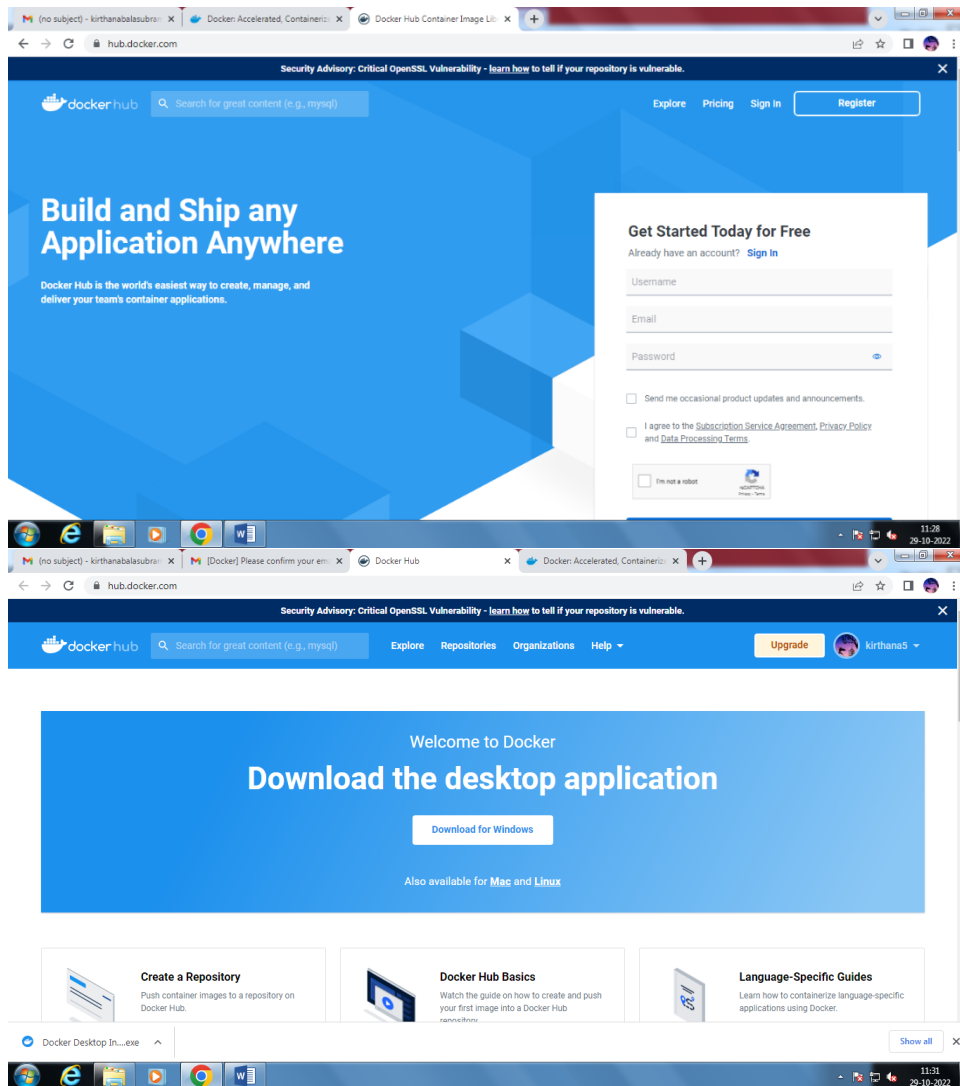 (no subject) - kirthanabalasubran
Docker: Accelerated, Containeriz
Docker Hub Container Image Lib
hub.docker.com
Security Advisory: Critical OpenSSL Vulnerability - learn how to tell if your repository is vulnerable.
docker hub
Search for great content (e.g., mysql)
Explore Pricing Sign In Register
Build and Ship any
Application Anywhere
Docker Hub is the world's easiest way to create, manage, and
deliver your team's container applications.
Get Started Today for Free
Already have an account? Sign In
Username
Email
Password
Send me occasional product updates and announcements.
I agree to the Subscription Service Agreement, Privacy Policy
and Data Processing Terms.
I'm not a robot
reCAPTCHA
Privacy - Terms
11:28
29-10-2022
(no subject) - kirthanabalasubran
[Docker] Please confirm your em
Docker Hub
Docker: Accelerated, Containeriz
hub.docker.com
Security Advisory: Critical OpenSSL Vulnerability - learn how to tell if your repository is vulnerable.
docker hub
Search for great content (e.g., mysql)
Explore Repositories Organizations Help Upgrade kirthana5
Welcome to Docker
Download the desktop application
Download for Windows
Also available for Mac and Linux
Create a Repository
Push container images to a repository on
Docker Hub.
Docker Hub Basics
Watch the guide on how to create and push
your first image into a Docker Hub
repository
Language-Specific Guides
Learn how to containerize language-specific
applications using Docker.
Docker Desktop In....exe
Show all
11:31
29-10-2022